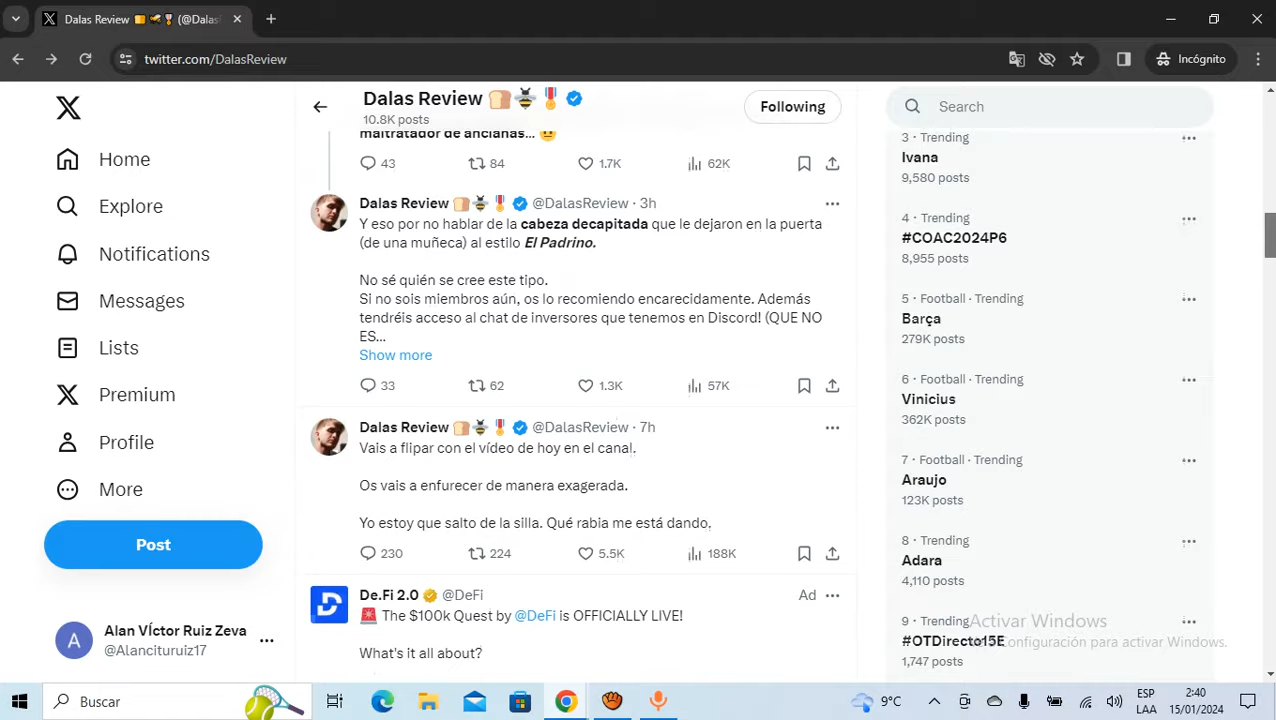 Dalas Review 🍞🐝🎖️ (@Dalas
twitter.com/DalasReview
Incógnito
Home
Explore
Notifications
Messages
Lists
Premium
Profile
More
Post
Alan VÍctor Ruiz Zeva
@Alancituruiz17
Dalas Review 🍞🐝🎖️
10.8K posts
Following
maltratador de ancianas... 😐
43 84 1.7K 62K
Dalas Review 🍞🐝🎖️ @DalasReview · 3h
Y eso por no hablar de la cabeza decapitada que le dejaron en la puerta
(de una muñeca) al estilo El Padrino.
No sé quién se cree este tipo.
Si no sois miembros aún, os lo recomiendo encarecidamente. Además
tendréis acceso al chat de inversores que tenemos en Discord! (QUE NO
ES...
Show more
33 62 1.3K 57K
Dalas Review 🍞🐝🎖️ @DalasReview · 7h
Vais a flipar con el vídeo de hoy en el canal.
Os vais a enfurecer de manera exagerada.
Yo estoy que salto de la silla. Qué rabia me está dando.
230 224 5.5K 188K
De.Fi 2.0 @DeFi Ad
🚨 The $100k Quest by @DeFi is OFFICIALLY LIVE!
What's it all about?
Search
3 · Trending
Ivana
9,580 posts
4 · Trending
#COAC2024P6
8,955 posts
5 · Football · Trending
Barça
279K posts
6 · Football · Trending
Vinicius
362K posts
7 · Football · Trending
Araujo
123K posts
8 · Trending
Adara
4,110 posts
9 · Trending
#OTDirecto15E
1,747 posts
Activar Windows
Configuración para activar Windows.
Buscar
9°C
ESP
LAA
2:40
15/01/2024